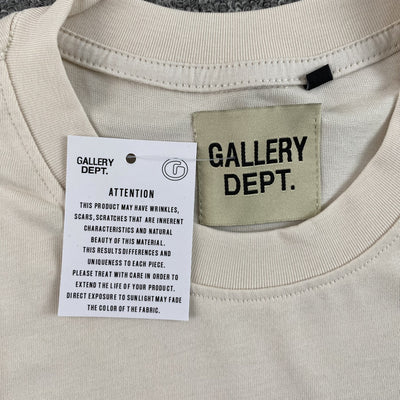 GALLERY
DEPT.
G
ATTENTION
THIS PRODUCT MAY HAVE WRINKLES,
SCARS, SCRATCHES THAT ARE INHERENT
CHARACTERISTICS AND NATURAL
BEAUTY OF THIS MATERIAL.
THIS RESULTS DIFFERENCES AND
UNIQUENESS TO EACH PIECE.
PLEASE TREAT WITH CARE IN ORDER TO
EXTEND THE LIFE OF YOUR PRODUCT.
DIRECT EXPOSURE TO SUNLIGHT MAY FADE
THE COLOR OF THE FABRIC.
GALLERY
DEPT.